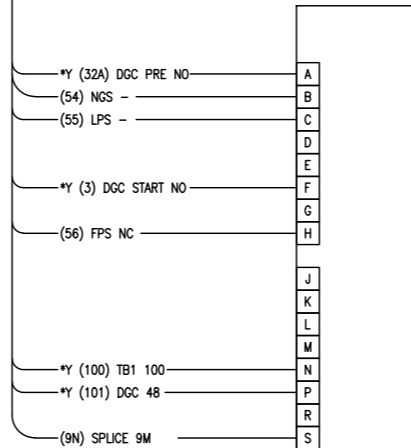 *Y (32A) DGC PRE NO A
(54) NGS - B
(55) LPS - C
D
E
*Y (3) DGC START NO F
G
(56) FPS NC H
J
K
L
M
*Y (100) TB1 100 N
*Y (101) DGC 48 P
R
(9N) SPLICE 9M S